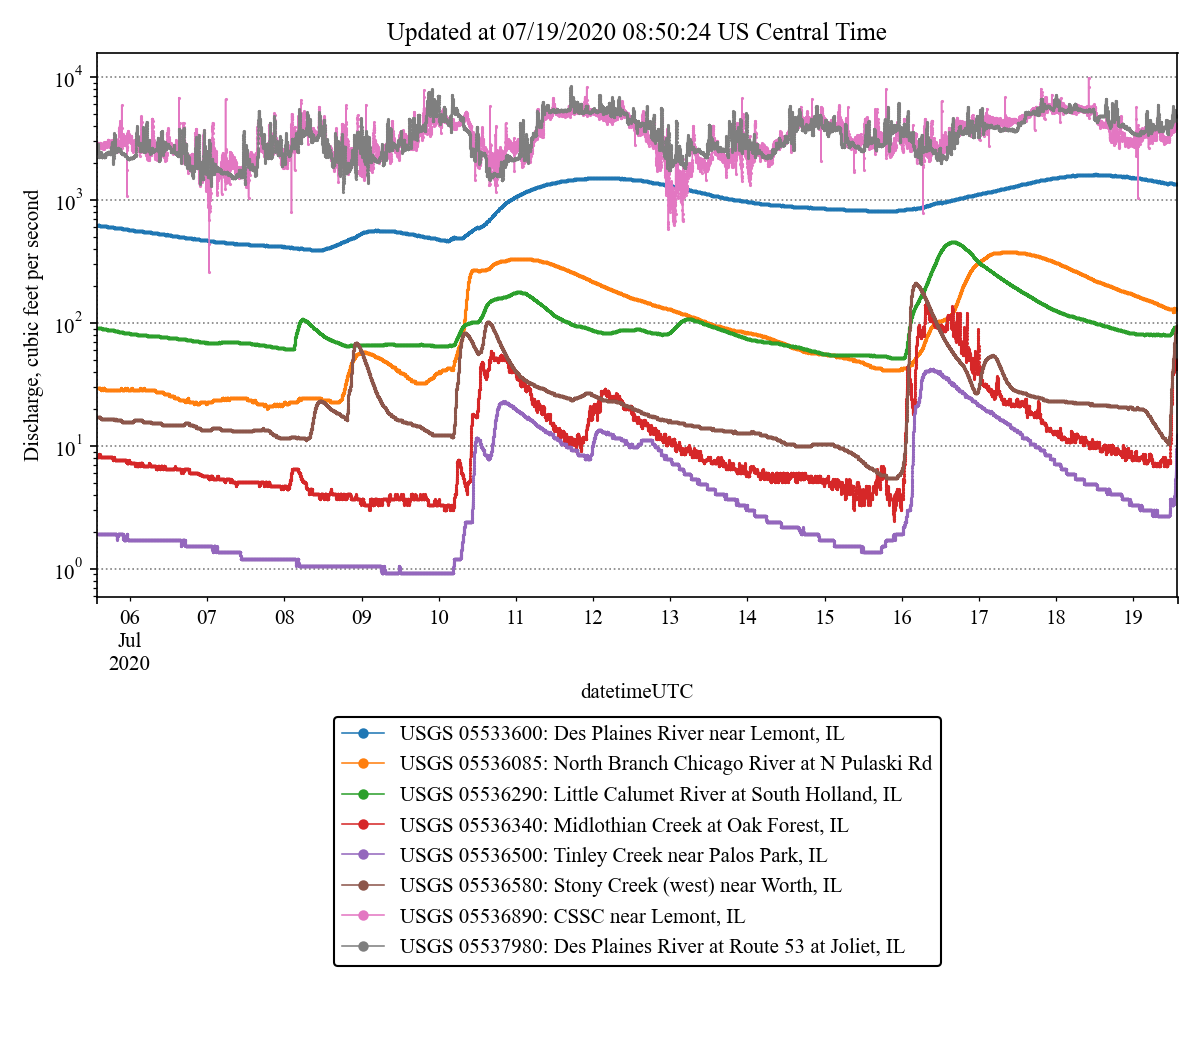 Updated at 07/19/2020 08:50:24 US Central Time
Discharge, cubic feet per second
10^4
10^3
10^2
10^1
10^0
06 07 08 09 10 11 12 13 14 15 16 17 18 19
Jul
2020
datetimeUTC
USGS 05533600: Des Plaines River near Lemont, IL
USGS 05536085: North Branch Chicago River at N Pulaski Rd
USGS 05536290: Little Calumet River at South Holland, IL
USGS 05536340: Midlothian Creek at Oak Forest, IL
USGS 05536500: Tinley Creek near Palos Park, IL
USGS 05536580: Stony Creek (west) near Worth, IL
USGS 05536890: CSSC near Lemont, IL
USGS 05537980: Des Plaines River at Route 53 at Joliet, IL